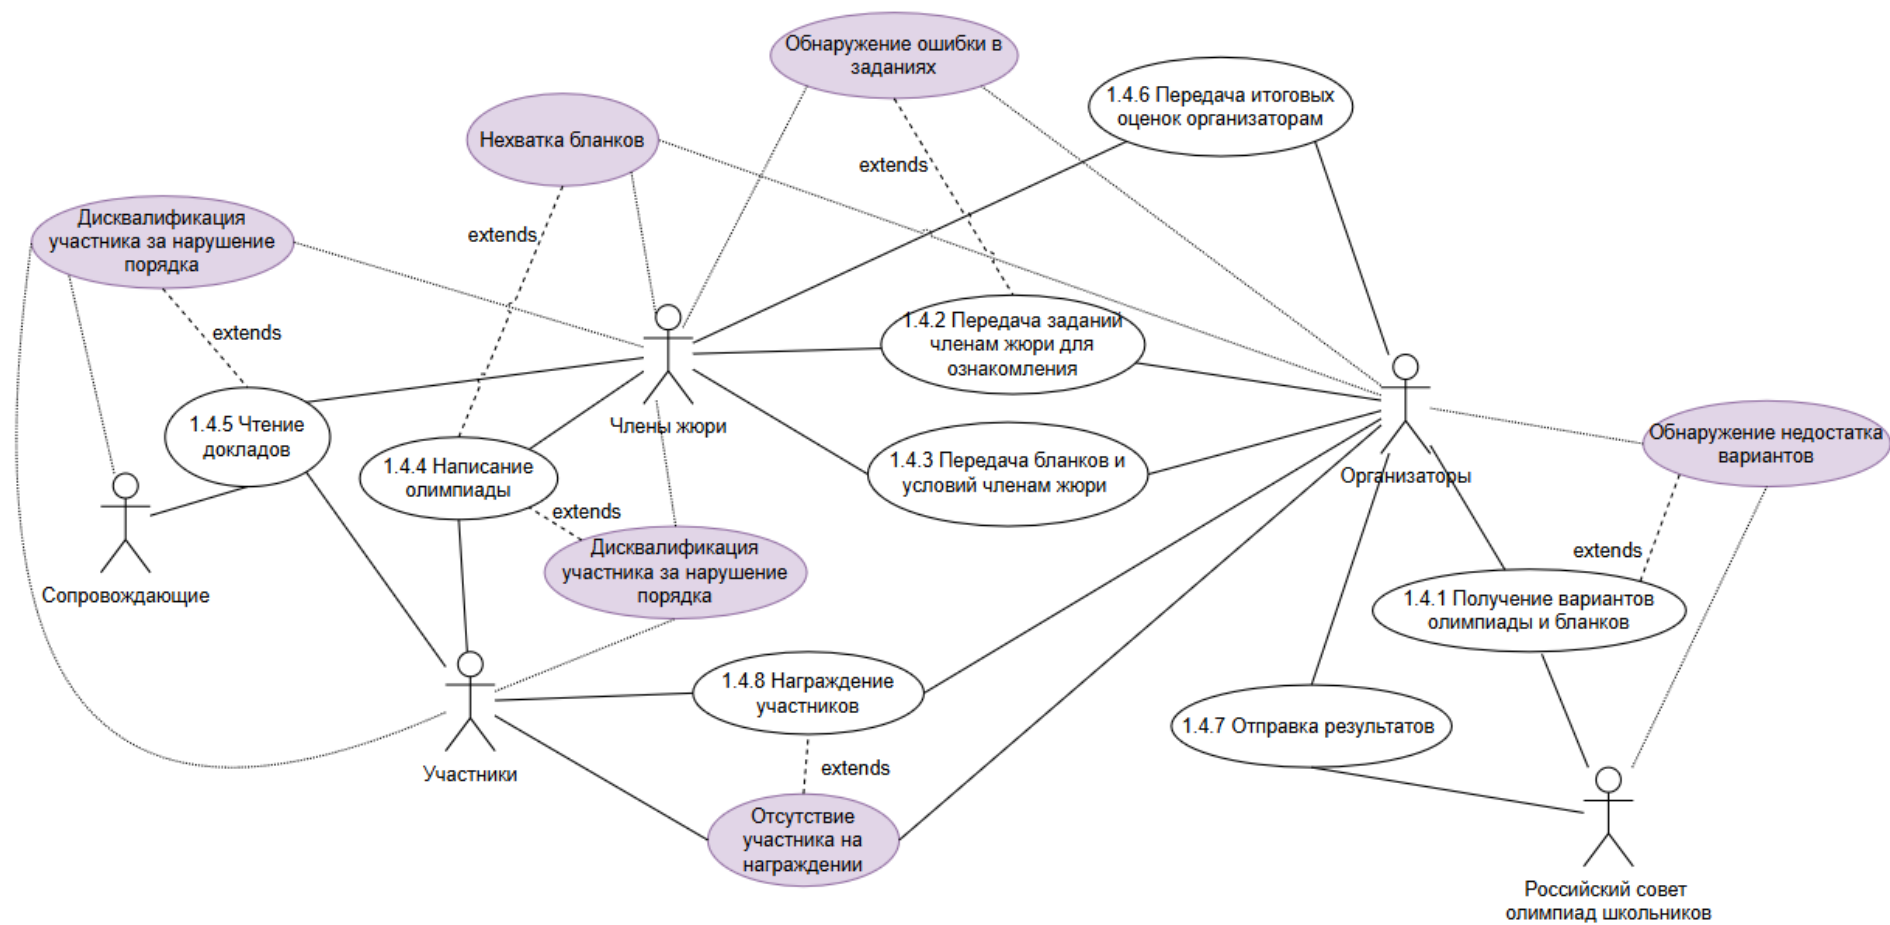 Обнаружение ошибки в
заданиях
1.4.6 Передача итоговых
оценок организаторам
Нехватка бланков
extends
Дисквалификация
участника за нарушение
порядка
extends
extends
1.4.2 Передача заданий
членам жюри для
ознакомления
1.4.5 Чтение
докладов
Члены жюри
1.4.4 Написание
олимпиады
1.4.3 Передача бланков и
условий членам жюри
Организаторы
Обнаружение недостатка
вариантов
extends
Дисквалификация
участника за нарушение
порядка
extends
Сопровождающие
1.4.1 Получение вариантов
олимпиады и бланков
1.4.8 Награждение
участников
1.4.7 Отправка результатов
Участники
extends
Отсутствие
участника на
награждении
Российский совет
олимпиад школьников